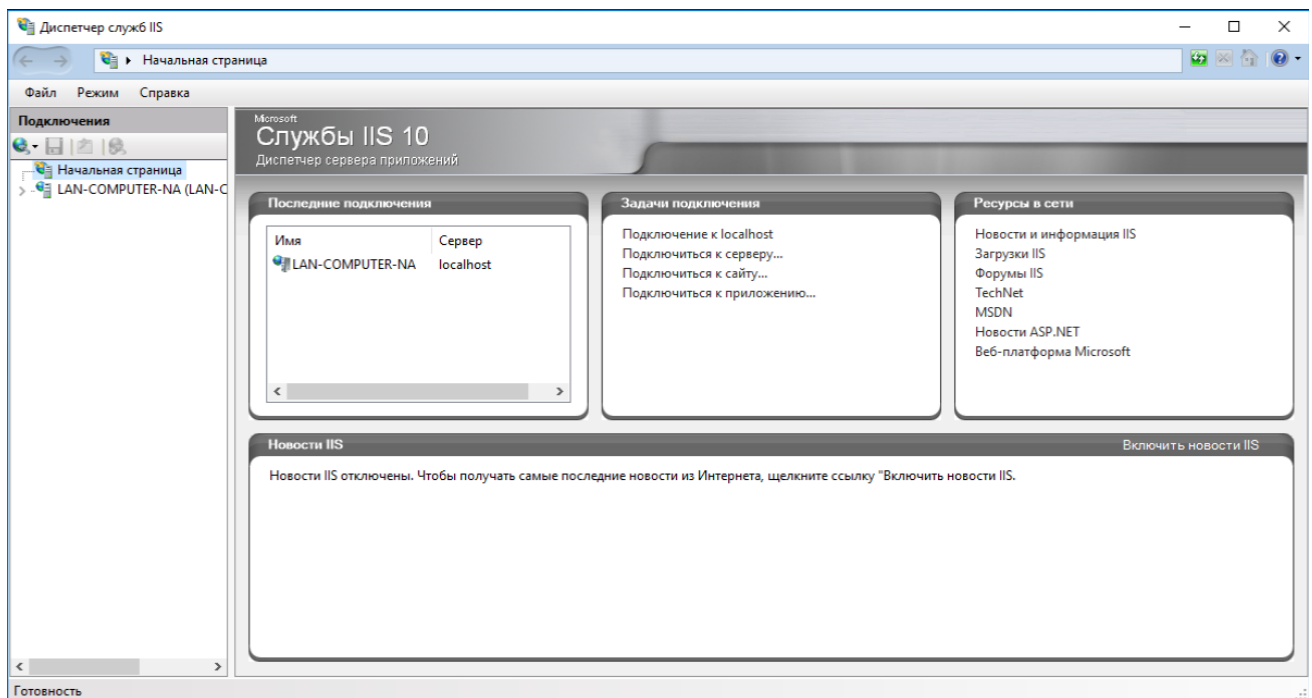 Диспетчер служб IIS
Начальная страница
Файл Режим Справка
Подключения
Начальная страница
LAN-COMPUTER-NA (LAN-C
Microsoft
Службы IIS 10
Диспетчер сервера приложений
Последние подключения
Имя Сервер
LAN-COMPUTER-NA localhost
Задачи подключения
Подключение к localhost
Подключиться к серверу...
Подключиться к сайту...
Подключиться к приложению...
Ресурсы в сети
Новости и информация IIS
Загрузки IIS
Форумы IIS
TechNet
MSDN
Новости ASP.NET
Веб-платформа Microsoft
Новости IIS Включить новости IIS
Новости IIS отключены. Чтобы получать самые последние новости из Интернета, щелкните ссылку "Включить новости IIS.
Готовность